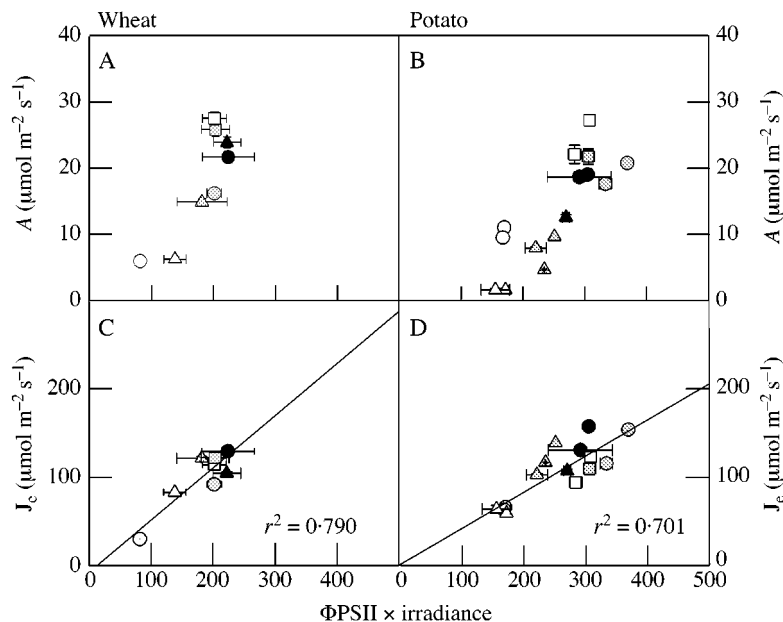 Wheat Potato
40 40
A B
30 30
A (μmol m⁻² s⁻¹) 20 20 A (μmol m⁻² s⁻¹)
10 10
0 0
C D
200 200
J_c (μmol m⁻² s⁻¹) 100 100 J_e (μmol m⁻² s⁻¹)
r² = 0·790 r² = 0·701
0 0
0 100 200 300 400 0 100 200 300 400 500
ΦPSII × irradiance